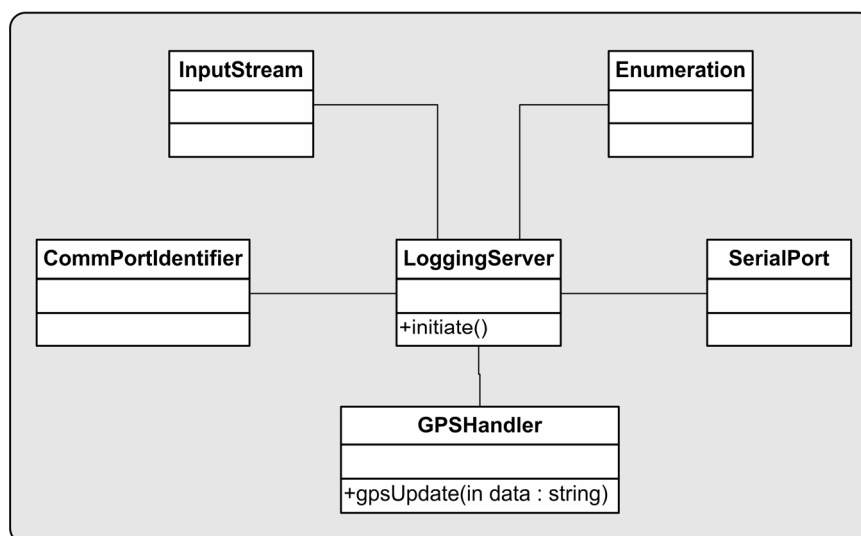 InputStream
Enumeration
CommPortIdentifier
LoggingServer
SerialPort
+initiate()
GPSHandler
+gpsUpdate(in data : string)